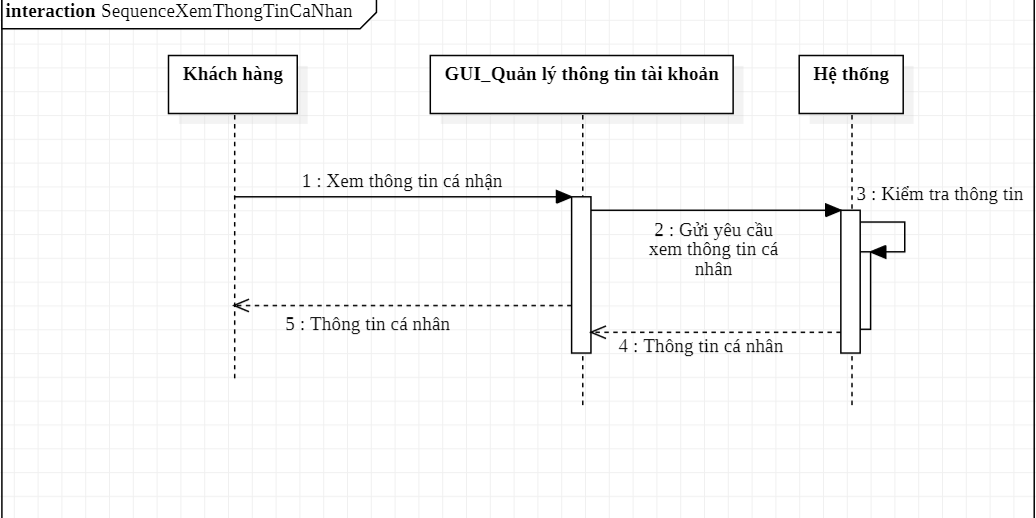 interaction SequenceXemThongTinCaNhan
Khách hàng
GUI_Quản lý thông tin tài khoản
Hệ thống
1 : Xem thông tin cá nhận
3 : Kiểm tra thông tin
2 : Gửi yêu cầu
xem thông tin cá
nhân
5 : Thông tin cá nhân
4 : Thông tin cá nhân